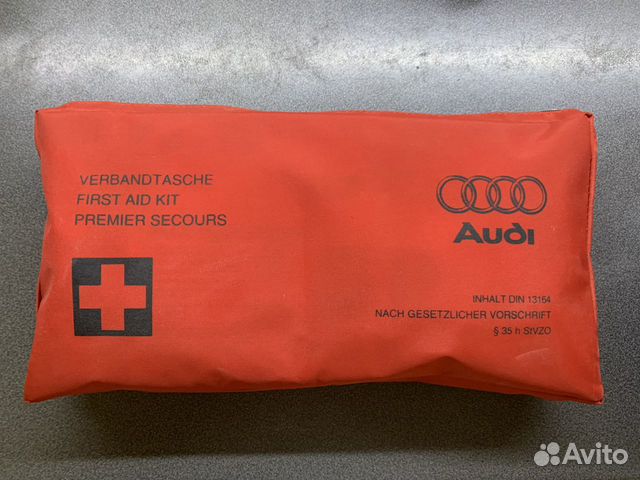 VERBANDTASCHE
FIRST AID KIT
PREMIER SECOURS
Audi
INHALT DIN 13164
NACH GESETZLICHER VORSCHRIFT
§ 35 h StVZO
Avito